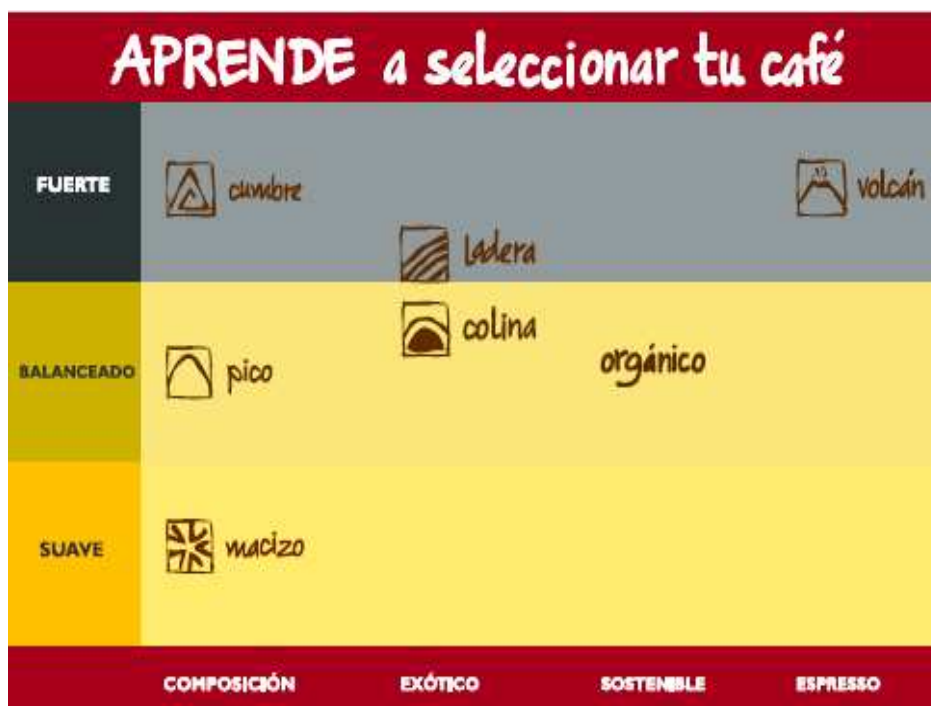 APRENDE a seleccionar tu café
FUERTE
cumbre
volcán
ladera
colina
BALANCEADO
pico
orgánico
SUAVE
macizo
COMPOSICIÓN
EXÓTICO
SOSTENIBLE
ESPRESSO